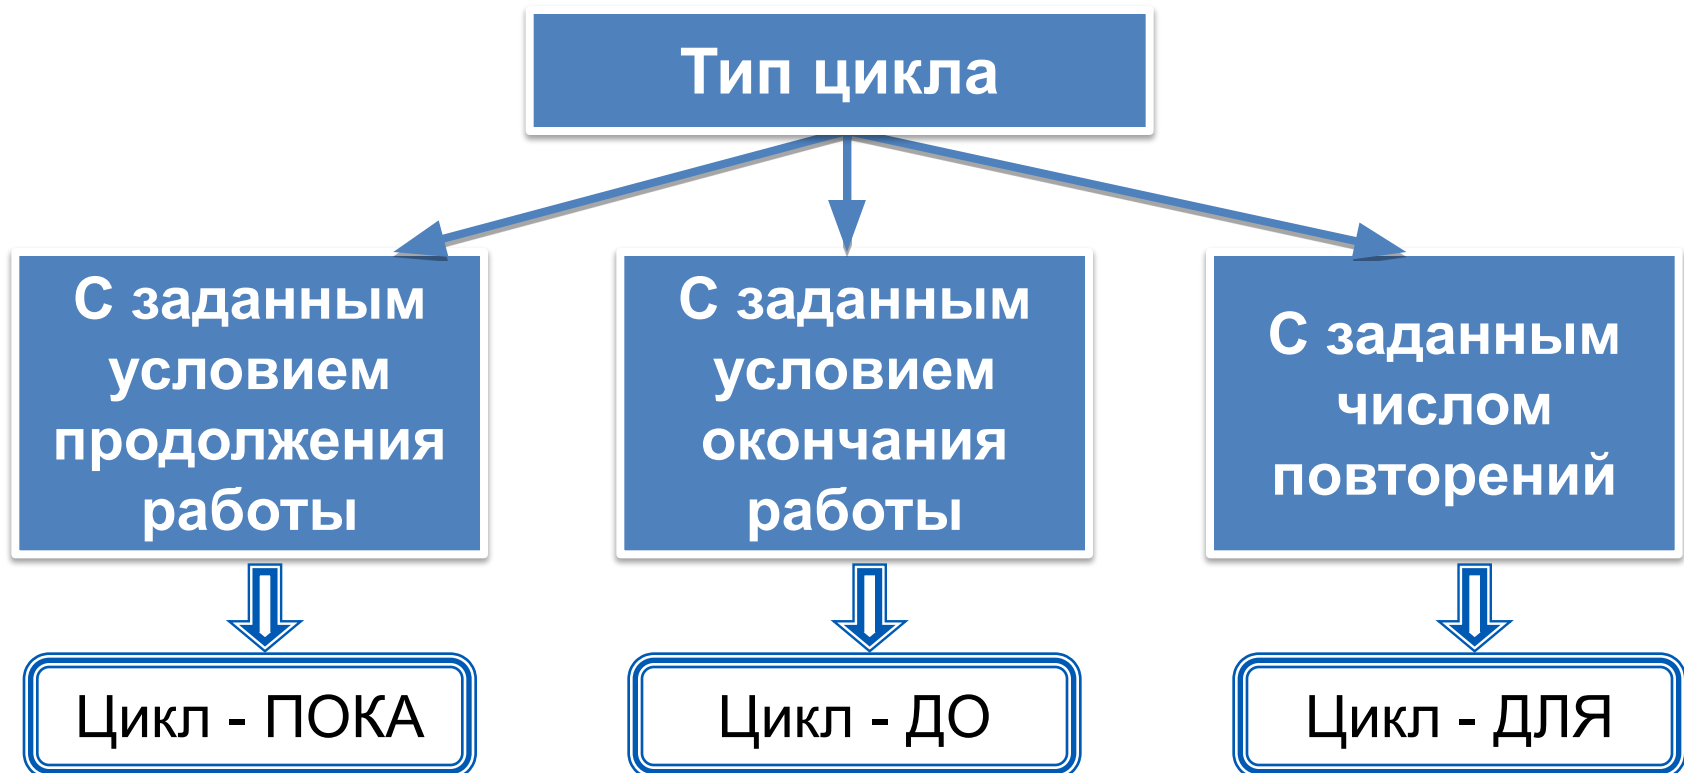 Тип цикла
С заданным
условием
продолжения
работы
С заданным
условием
окончания
работы
С заданным
числом
повторений
Цикл - ПОКА
Цикл - ДО
Цикл - ДЛЯ